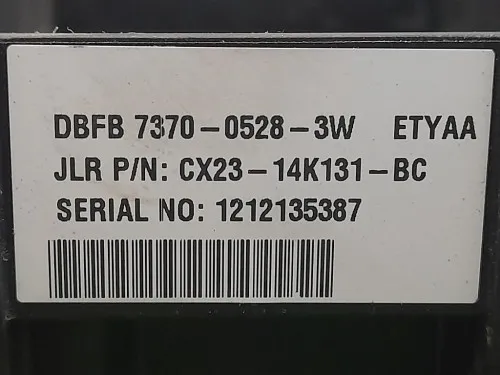 DBFB 7370-0528-3W ETYAA
JLR P/N: CX23-14K131-BC
SERIAL NO: 1212135387